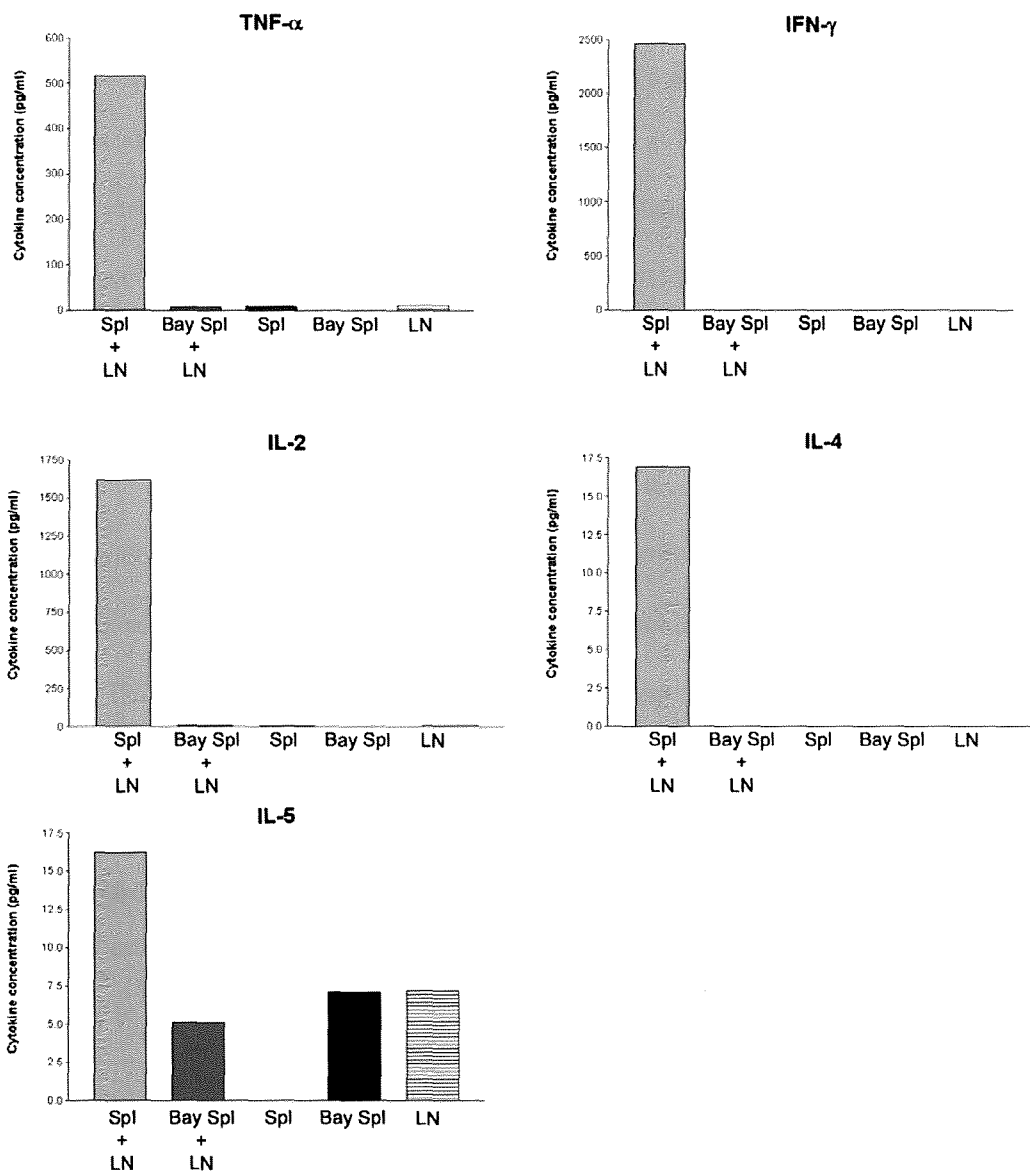 TNF-α
Cytokine concentration (pg/ml)
600
500
400
300
200
100
0
Spl Bay Spl Spl Bay Spl LN
+ +
LN LN
IFN-γ
Cytokine concentration (pg/ml)
2500
2000
1500
1000
500
0
Spl Bay Spl Spl Bay Spl LN
+ +
LN LN
IL-2
Cytokine concentration (pg/ml)
1750
1500
1250
1000
750
500
250
0
Spl Bay Spl Spl Bay Spl LN
+ +
LN LN
IL-4
Cytokine concentration (pg/ml)
17.5
15.0
12.5
10.0
7.5
5.0
2.5
0.0
Spl Bay Spl Spl Bay Spl LN
+ +
LN LN
IL-5
Cytokine concentration (pg/ml)
17.5
15.0
12.5
10.0
7.5
5.0
2.5
0.0
Spl Bay Spl Spl Bay Spl LN
+ +
LN LN